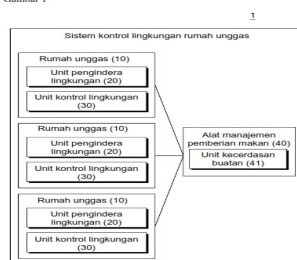 Gambar 1
1
Sistem kontrol lingkungan rumah unggas
Rumah unggas (10)
Unit pengindera
lingkungan (20)
Unit kontrol lingkungan
(30)
Rumah unggas (10)
Unit pengindera
lingkungan (20)
Unit kontrol lingkungan
(30)
Rumah unggas (10)
Unit pengindera
lingkungan (20)
Unit kontrol lingkungan
(30)
Alat manajemen
pemberian makan (40)
Unit kecerdasan
buatan (41)